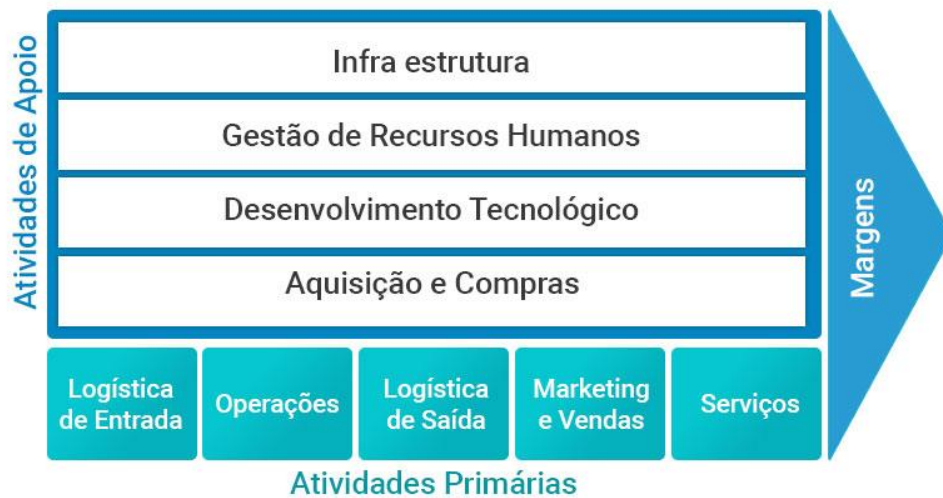 Atividades de Apoio
Infra estrutura
Gestão de Recursos Humanos
Desenvolvimento Tecnológico
Aquisição e Compras
Margens
Logística
de Entrada
Operações
Logística
de Saída
Marketing
e Vendas
Serviços
Atividades Primárias